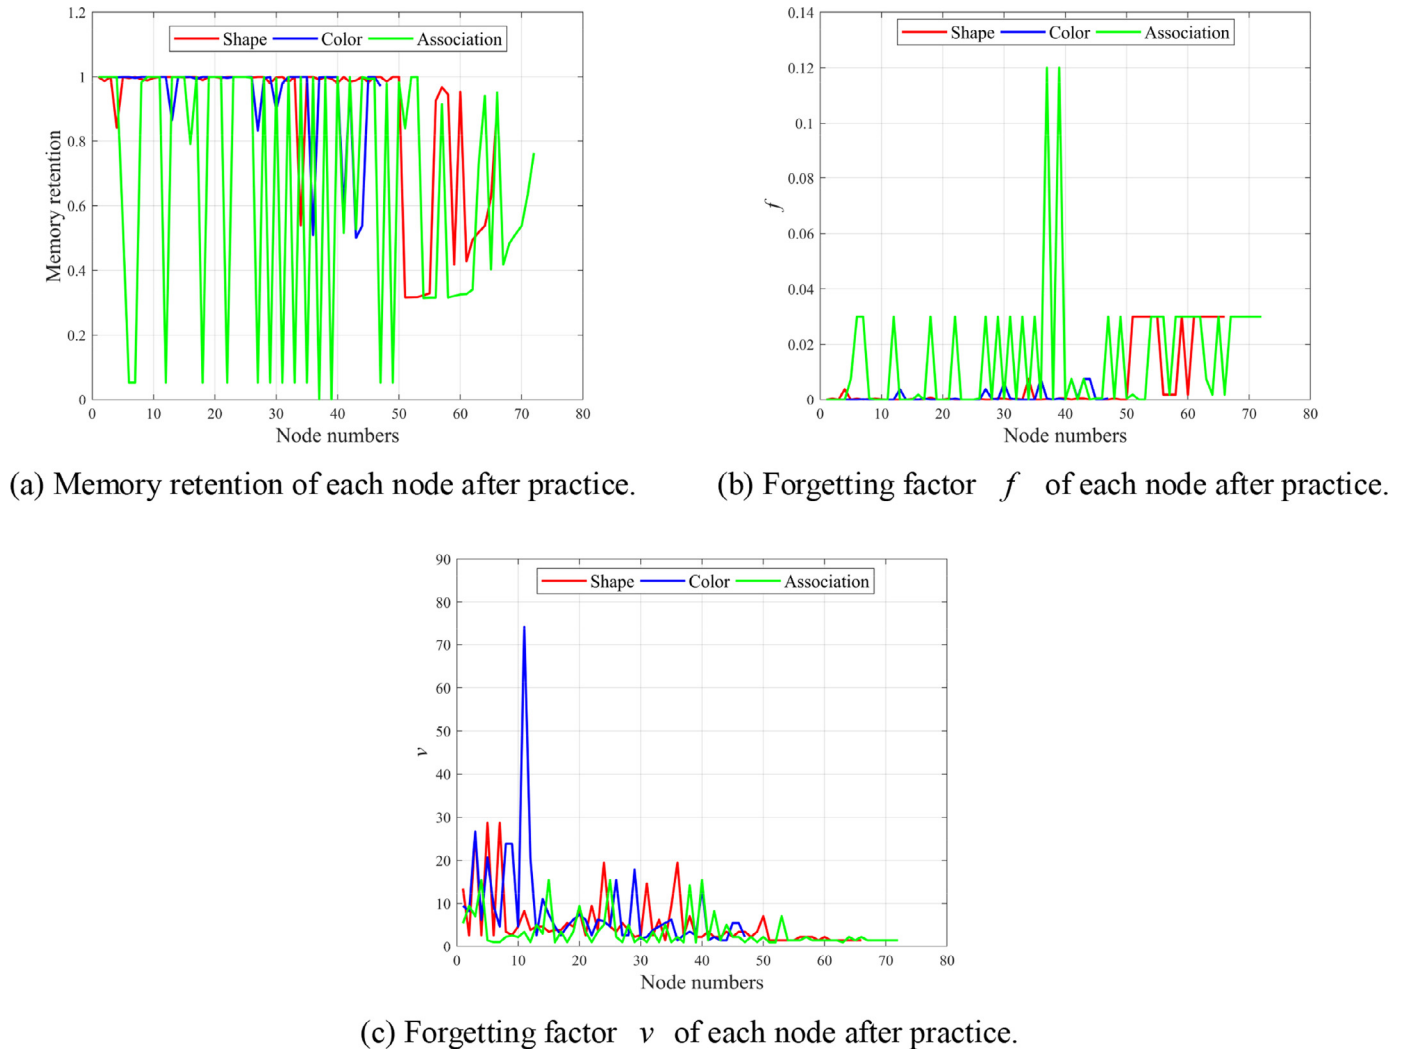 1.2
Shape Color Association
1
0.8
0.6
0.4
0.2
0
Memory retention
0 10 20 30 40 50 60 70 80
Node numbers
(a) Memory retention of each node after practice.
0.14
Shape Color Association
0.12
0.1
0.08
0.06
0.04
0.02
0
f
0 10 20 30 40 50 60 70 80
Node numbers
(b) Forgetting factor f of each node after practice.
90
Shape Color Association
80
70
60
50
40
30
20
10
0
v
0 10 20 30 40 50 60 70 80
Node numbers
(c) Forgetting factor v of each node after practice.